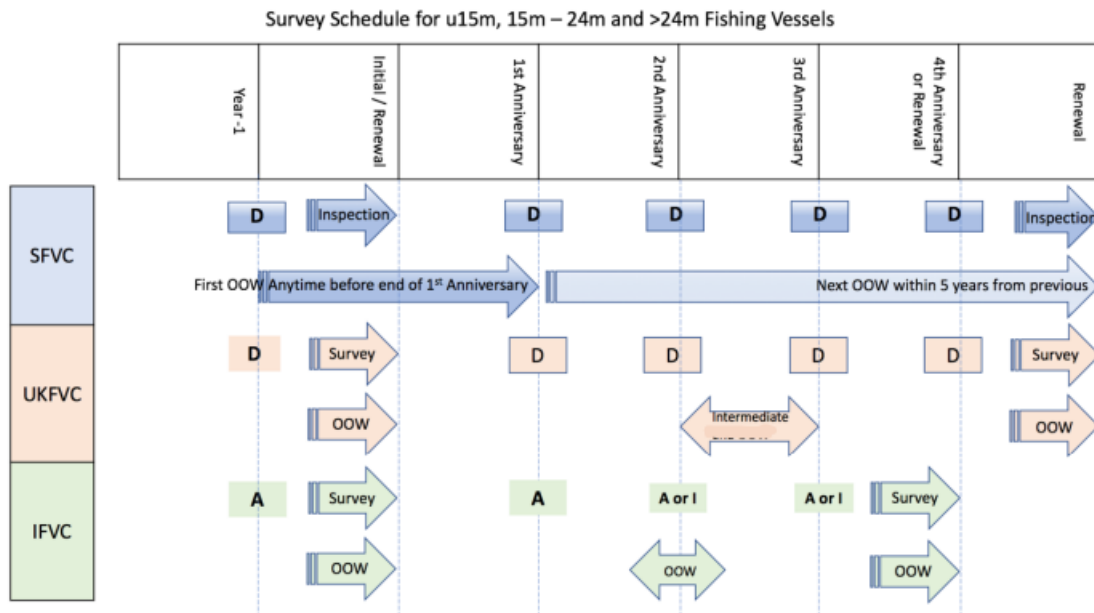 Survey Schedule for u15m, 15m – 24m and >24m Fishing Vessels
Year -1
Initial / Renewal
1st Anniversary
2nd Anniversary
3rd Anniversary
4th Anniversary
or Renewal
Renewal
SFVC
D
Inspection
D
D
D
D
Inspection
First OOW Anytime before end of 1st Anniversary
Next OOW within 5 years from previous
UKFVC
D
Survey
D
D
D
D
Survey
OOW
Intermediate
OOW
IFVC
A
Survey
A
A or I
A or I
Survey
OOW
OOW
OOW